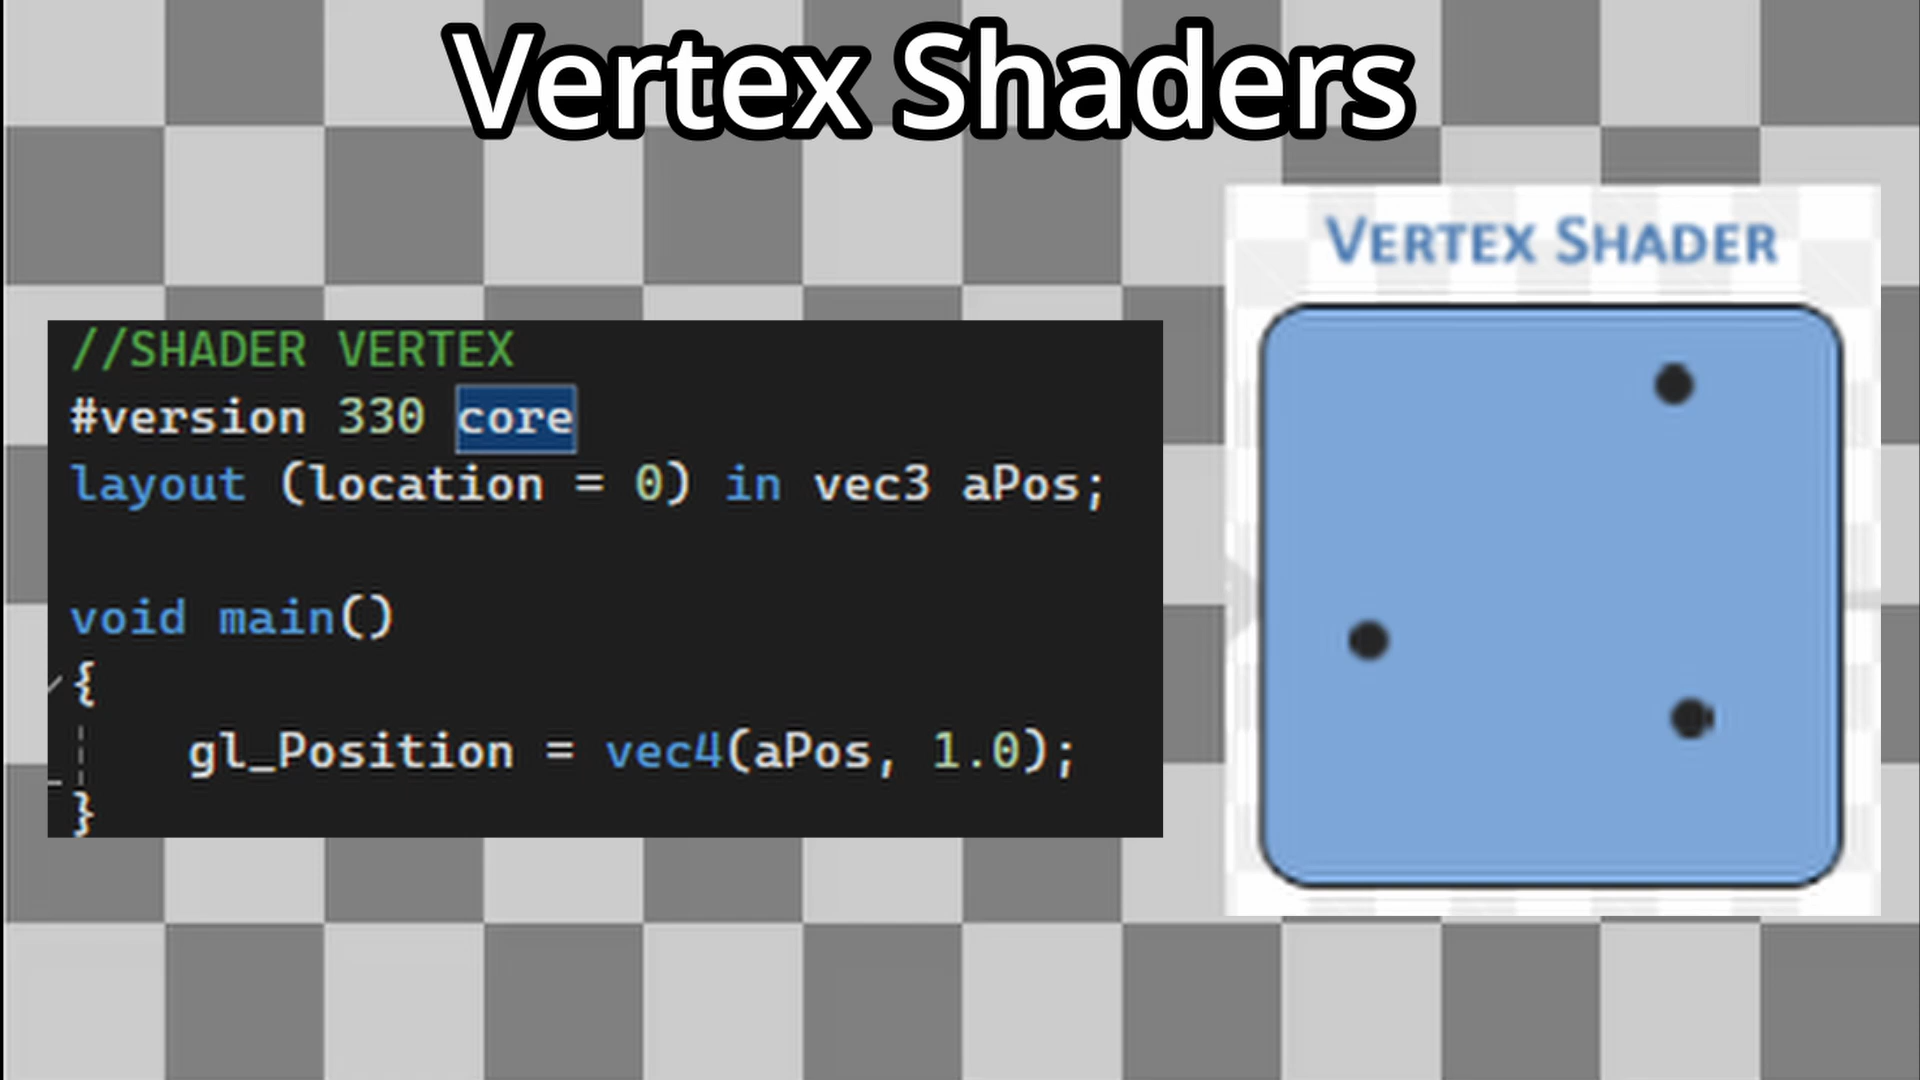 Vertex Shaders
//SHADER VERTEX
#version 330 core
layout (location = 0) in vec3 aPos;
void main()
{
gl_Position = vec4(aPos, 1.0);
}
VERTEX SHADER